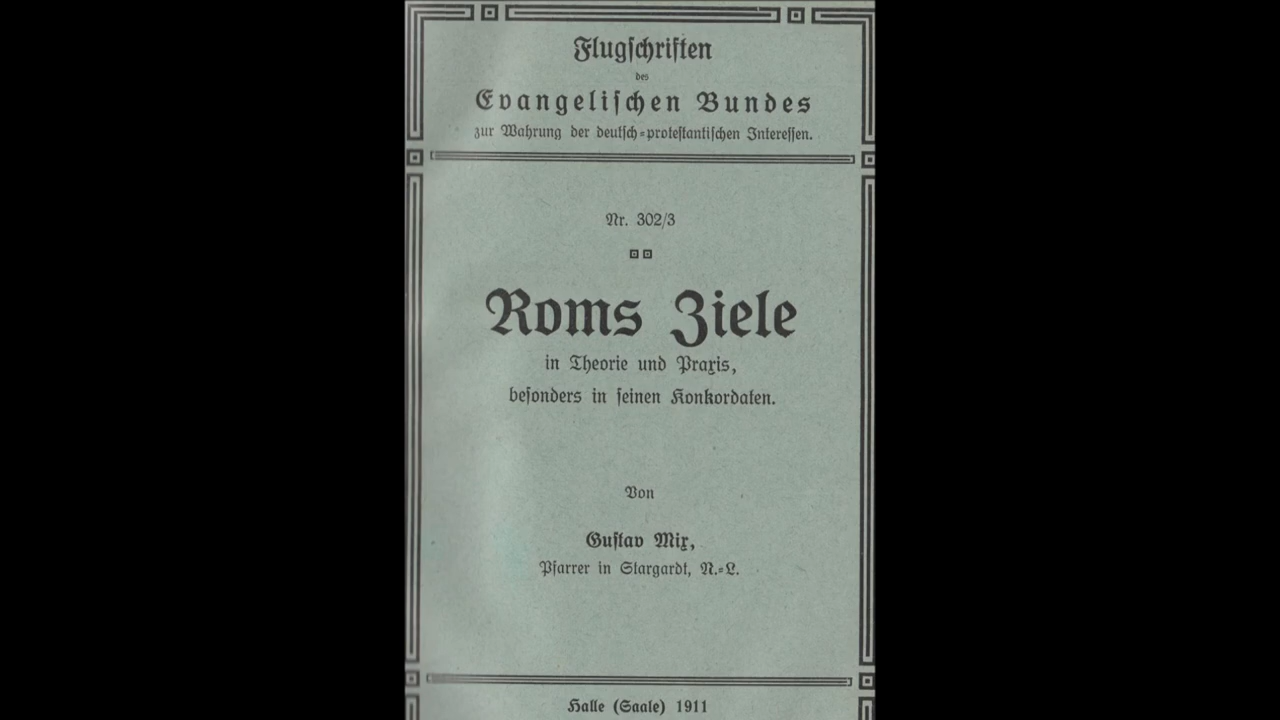 Flugschriften
des
Evangelischen Bundes
zur Wahrung der deutsch-protestantischen Interessen.
Nr. 302/3
Roms Ziele
in Theorie und Praxis,
besonders in seinen Konkordaten.
Von
Gustav Mix,
Pfarrer in Stargardt, N.-L.
Halle (Saale) 1911